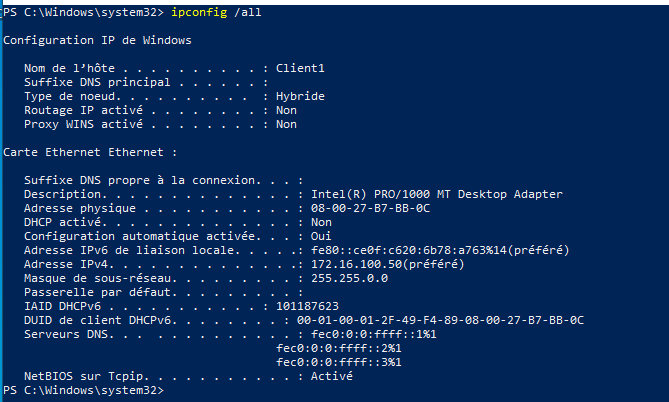 PS C:\Windows\system32> ipconfig /all
Configuration IP de Windows
Nom de l’hôte . . . . . . . . . . : Client1
Suffixe DNS principal . . . . . . :
Type de noeud. . . . . . . . . . : Hybride
Routage IP activé . . . . . . . . : Non
Proxy WINS activé . . . . . . . . : Non
Carte Ethernet Ethernet :
Suffixe DNS propre à la connexion. . . :
Description. . . . . . . . . . . . . . : Intel(R) PRO/1000 MT Desktop Adapter
Adresse physique . . . . . . . . . . . : 08-00-27-B7-BB-0C
DHCP activé. . . . . . . . . . . . . . : Non
Configuration automatique activée. . . : Oui
Adresse IPv6 de liaison locale. . . . .: fe80::ce0f:c620:6b78:a763%14(préféré)
Adresse IPv4. . . . . . . . . . . . . .: 172.16.100.50(préféré)
Masque de sous-réseau. . . . . . . . . : 255.255.0.0
Passerelle par défaut. . . . . . . . . :
IAID DHCPv6 . . . . . . . . . . . : 101187623
DUID de client DHCPv6. . . . . . . . : 00-01-00-01-2F-49-F4-89-08-00-27-B7-BB-0C
Serveurs DNS. . . . . . . . . . . . . : fec0:0:0:ffff::1%1
fec0:0:0:ffff::2%1
fec0:0:0:ffff::3%1
NetBIOS sur Tcpip. . . . . . . . . . . : Activé
PS C:\Windows\system32>